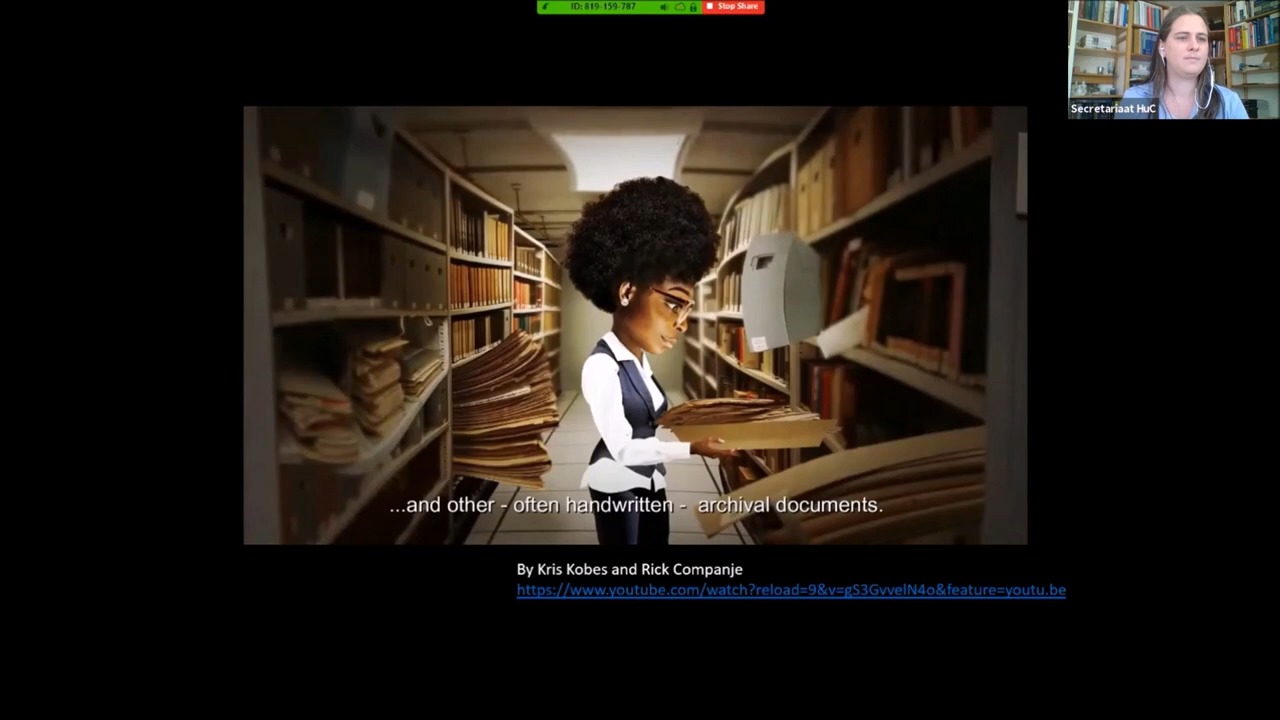 ID: 819-159-787
Stop Share
Secretariaat HuC
...and other - often handwritten - archival documents.
By Kris Kobes and Rick Companje
https://www.youtube.com/watch?reload=9&v=gS3GvvelN4o&feature=youtu.be